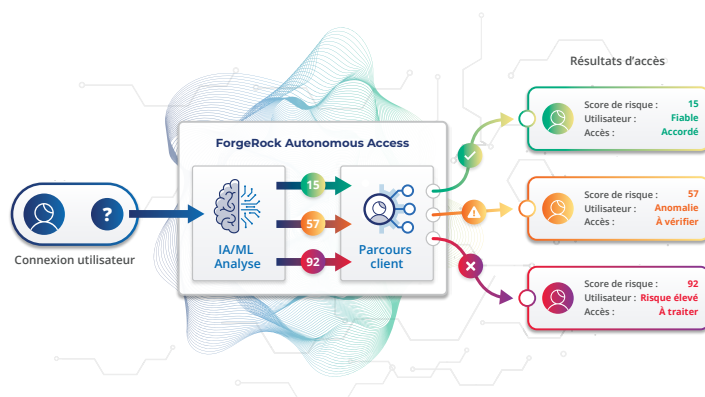 Résultats d’accès
ForgeRock Autonomous Access
?
Connexion utilisateur
IA/ML
Analyse
15
57
92
Parcours
client
Score de risque : 15
Utilisateur : Fiable
Accès : Accordé
Score de risque : 57
Utilisateur : Anomalie
Accès : À vérifier
Score de risque : 92
Utilisateur : Risque élevé
Accès : À traiter